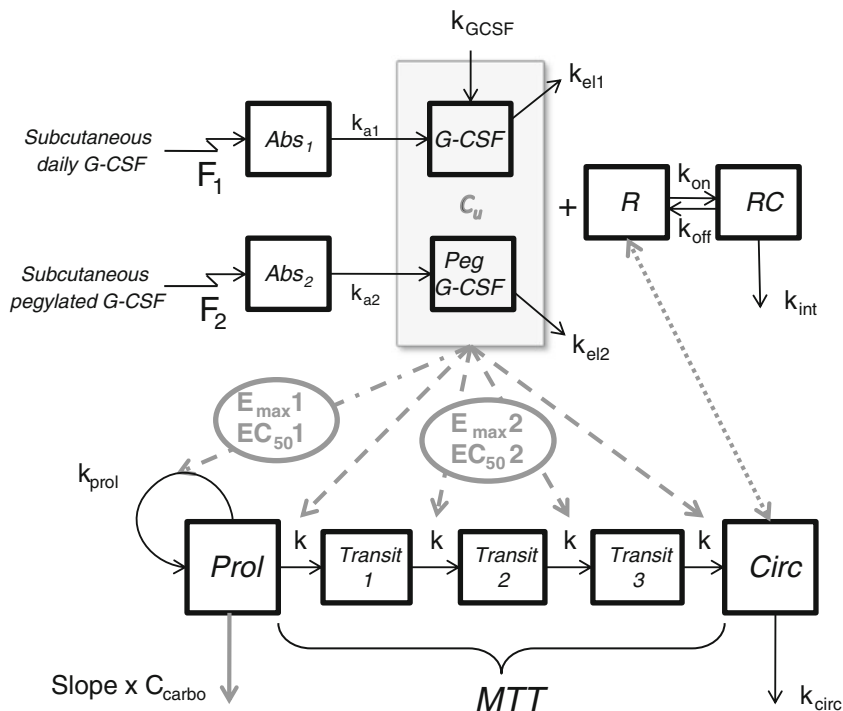 k_GCSF
k_el1
Subcutaneous
daily G-CSF
F_1
Abs_1
k_a1
G-CSF
C_u
+
R
k_on
k_off
RC
k_int
Subcutaneous
pegylated G-CSF
F_2
Abs_2
k_a2
Peg
G-CSF
k_el2
E_max1
EC_50 1
E_max2
EC_50 2
k_prol
Prol
k
Transit
1
k
Transit
2
k
Transit
3
k
Circ
Slope x C_carbo
MTT
k_circ